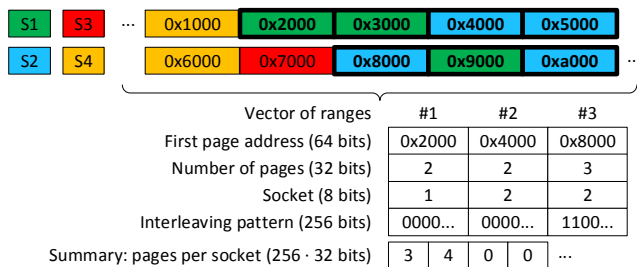 S1 S3 ... 0x1000 0x2000 0x3000 0x4000 0x5000
S2 S4 0x6000 0x7000 0x8000 0x9000 0xa000 ..
Vector of ranges #1 #2 #3
First page address (64 bits) 0x2000 0x4000 0x8000
Number of pages (32 bits) 2 2 3
Socket (8 bits) 1 2 2
Interleaving pattern (256 bits) 0000... 0000... 1100...
Summary: pages per socket (256 · 32 bits) 3 4 0 0 ...